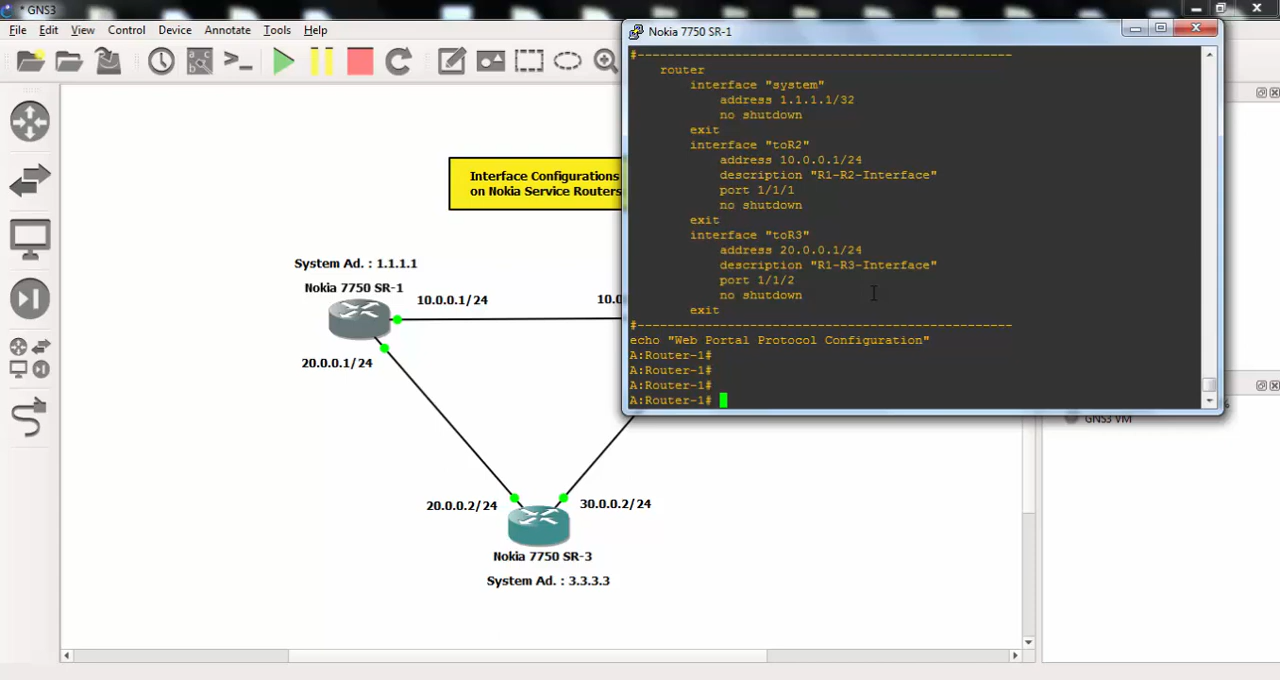 * GNS3
File Edit View Control Device Annotate Tools Help
Nokia 7750 SR-1
#--------------------------------------------------
router
interface "system"
address 1.1.1.1/32
no shutdown
exit
interface "toR2"
address 10.0.0.1/24
description "R1-R2-Interface"
port 1/1/1
no shutdown
exit
interface "toR3"
address 20.0.0.1/24
description "R1-R3-Interface"
port 1/1/2
no shutdown
exit
#--------------------------------------------------
echo "Web Portal Protocol Configuration"
A:Router-1#
A:Router-1#
A:Router-1#
A:Router-1#
Interface Configurations
on Nokia Service Routers
System Ad. : 1.1.1.1
Nokia 7750 SR-1
10.0.0.1/24
10.0
20.0.0.1/24
20.0.0.2/24
30.0.0.2/24
Nokia 7750 SR-3
System Ad. : 3.3.3.3
GNS3 VM